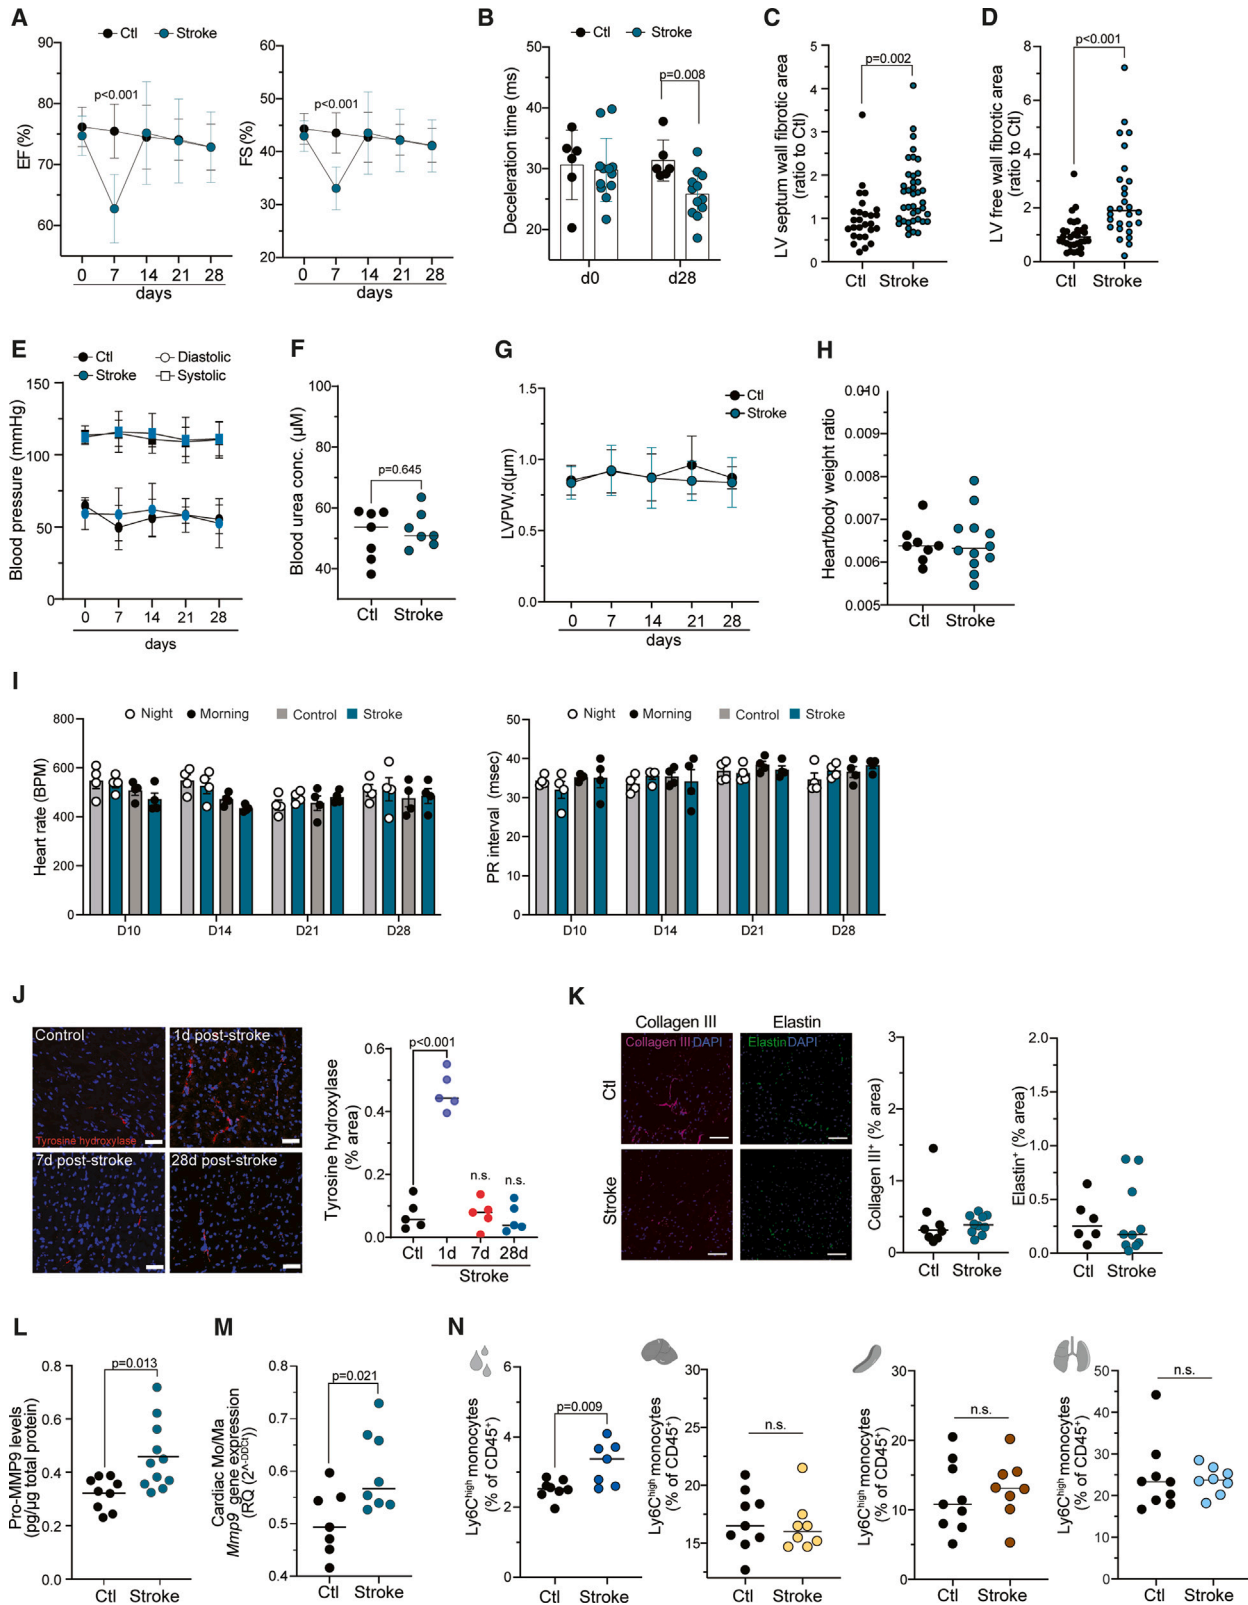 A
Ctl Stroke
EF (%)
90
75
60
p<0.001
0 7 14 21 28
days
FS (%)
60
50
40
30
20
p<0.001
0 7 14 21 28
days
B
Ctl Stroke
Deceleration time (ms)
50
40
30
20
p=0.008
d0 d28
C
LV septum wall fibrotic area
(ratio to Ctl)
5
4
3
2
1
0
p=0.002
Ctl Stroke
D
LV free wall fibrotic area
(ratio to Ctl)
8
6
4
2
0
p<0.001
Ctl Stroke
E
Ctl Diastolic
Stroke Systolic
Blood pressure (mmHg)
150
100
50
0
0 7 14 21 28
days
F
Blood urea conc. (µM)
100
80
60
40
p=0.645
Ctl Stroke
G
Ctl
Stroke
LVPW,d(µm)
1.5
1.0
0.5
0.0
0 7 14 21 28
days
H
Heart/body weight ratio
0.040
0.009
0.008
0.007
0.006
0.005
Ctl Stroke
I
Night Morning Control Stroke
Heart rate (BPM)
800
600
400
200
0
D10 D14 D21 D28
Night Morning Control Stroke
PR interval (msec)
50
40
30
20
10
0
D10 D14 D21 D28
J
Control 1d post-stroke
Tyrosine hydroxylase
7d post-stroke 28d post-stroke
Tyrosine hydroxylase
(% area)
0.6
0.4
0.2
0.0
p<0.001
n.s. n.s.
Ctl 1d 7d 28d
Stroke
K
Collagen III Elastin
Collagen III DAPI ElastinDAPI
Ctl
Stroke
Collagen III⁺ (% area)
3
2
1
0
Ctl Stroke
Elastin⁺ (% area)
2.0
1.5
1.0
0.5
0.0
Ctl Stroke
L
Pro-MMP9 levels
(pg/µg total protein)
0.8
0.6
0.4
0.2
0
p=0.013
Ctl Stroke
M
Cardiac Mo/Ma
Mmp9 gene expression
(RQ (2^-DDCt))
0.8
0.7
0.6
0.5
0.4
p=0.021
Ctl Stroke
N
Ly6Chigh monocytes
(% of CD45⁺)
6
4
2
0
p=0.009
Ctl Stroke
Ly6Chigh monocytes
(% of CD45⁺)
30
25
20
15
n.s.
Ctl Stroke
Ly6Chigh monocytes
(% of CD45⁺)
30
20
10
0
n.s.
Ctl Stroke
Ly6Chigh monocytes
(% of CD45⁺)
50
40
30
20
10
0
n.s.
Ctl Stroke